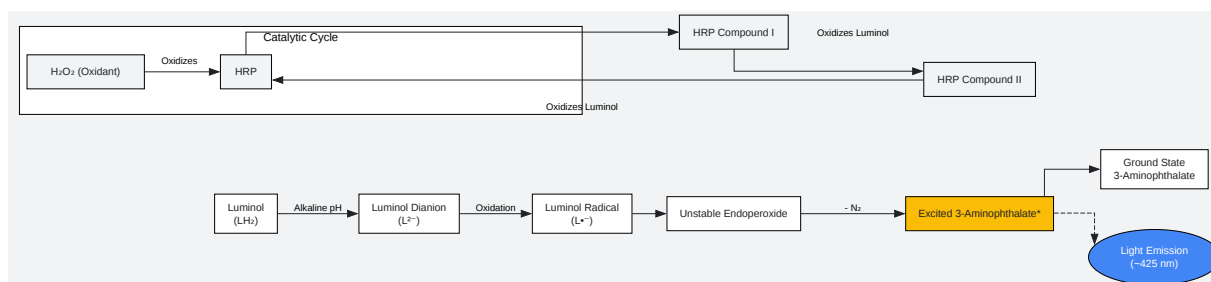 Catalytic Cycle
H₂O₂ (Oxidant)
Oxidizes
HRP
HRP Compound I
Oxidizes Luminol
HRP Compound II
Oxidizes Luminol
Luminol
(LH₂)
Alkaline pH
Luminol Dianion
(L²⁻)
Oxidation
Luminol Radical
(L•⁻)
Unstable Endoperoxide
- N₂
Excited 3-Aminophthalate*
Ground State
3-Aminophthalate
Light Emission
(~425 nm)